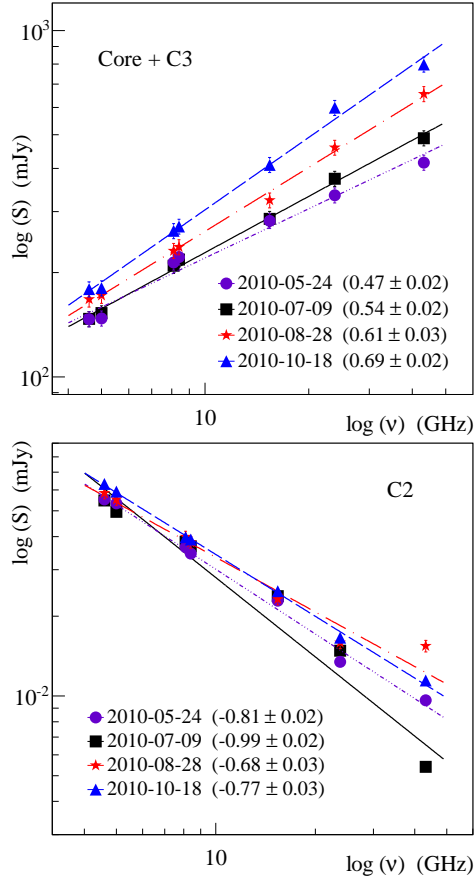 10³
Core + C3
log (S) (mJy)
2010-05-24 (0.47 ± 0.02)
2010-07-09 (0.54 ± 0.02)
2010-08-28 (0.61 ± 0.03)
2010-10-18 (0.69 ± 0.02)
10²
10
log (ν) (GHz)
C2
log (S) (mJy)
10⁻²
2010-05-24 (-0.81 ± 0.02)
2010-07-09 (-0.99 ± 0.02)
2010-08-28 (-0.68 ± 0.03)
2010-10-18 (-0.77 ± 0.03)
10
log (ν) (GHz)